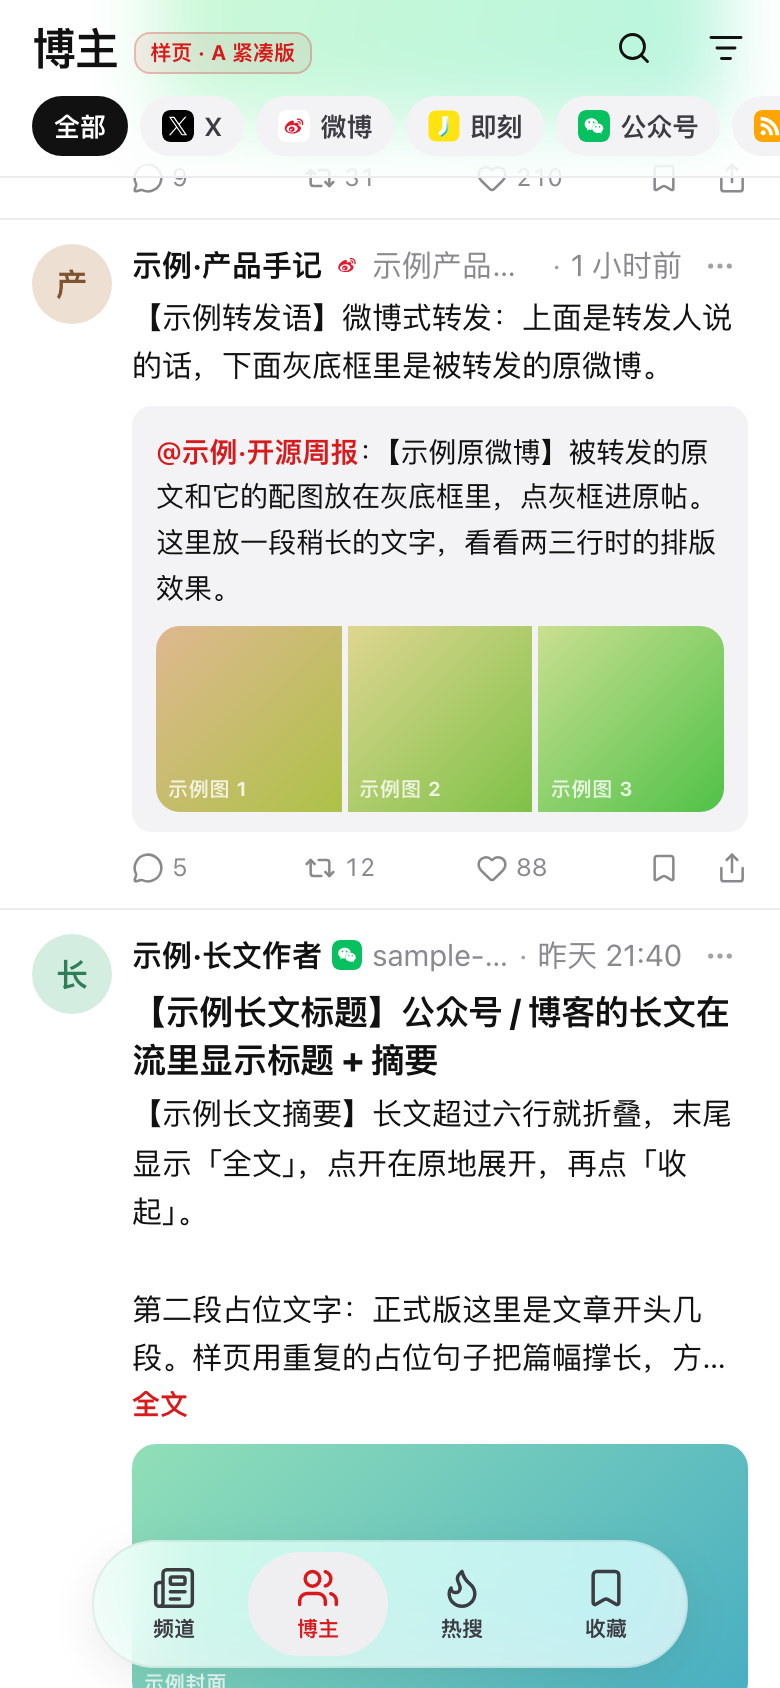 博主 样页 · A 紧凑版
全部 X 微博 即刻 公众号
9 31 210
产 示例·产品手记 示例产品... · 1 小时前
【示例转发语】微博式转发：上面是转发人说
的话，下面灰底框里是被转发的原微博。
@示例·开源周报：【示例原微博】被转发的原
文和它的配图放在灰底框里，点灰框进原帖。
这里放一段稍长的文字，看看两三行时的排版
效果。
示例图 1 示例图 2 示例图 3
5 12 88
长 示例·长文作者 sample-... · 昨天 21:40
【示例长文标题】公众号 / 博客的长文在
流里显示标题 + 摘要
【示例长文摘要】长文超过六行就折叠，末尾
显示「全文」，点开在原地展开，再点「收
起」。
第二段占位文字：正式版这里是文章开头几
段。样页用重复的占位句子把篇幅撑长，方...
全文
频道 博主 热搜 收藏
示例封面